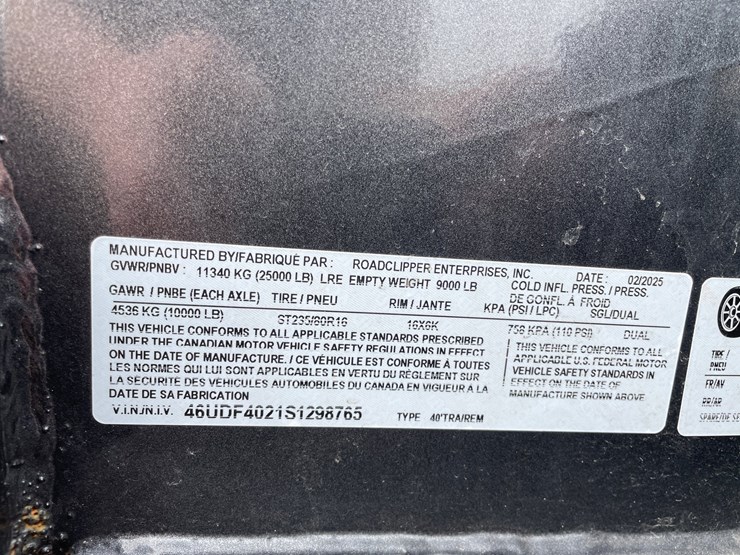 MANUFACTURED BY/FABRIQUÉ PAR : ROADCLIPPER ENTERPRISES, INC. DATE : 02/2025
GVWR/PNBV : 11340 KG (25000 LB) LRE EMPTY WEIGHT 9000 LB COLD INFL. PRESS. / PRESS.
DE GONFL. À FROID
GAWR / PNBE (EACH AXLE) TIRE / PNEU RIM / JANTE KPA (PSI / LPC) SGL/DUAL
4536 KG (10000 LB) ST235/80R16 16X6K 758 KPA (110 PSI) DUAL
THIS VEHICLE CONFORMS TO ALL APPLICABLE STANDARDS PRESCRIBED
UNDER THE CANADIAN MOTOR VEHICLE SAFETY REGULATIONS IN EFFECT
ON THE DATE OF MANUFACTURE. / CE VÉHICULE EST CONFORME À TOUTES
LES NORMES QUI LUI SONT APPLICABLES EN VERTU DU RÈGLEMENT SUR
LA SÉCURITÉ DES VÉHICULES AUTOMOBILES DU CANADA EN VIGUEUR À LA
DATE DE SA FABRICATION
THIS VEHICLE CONFORMS TO ALL
APPLICABLE U.S. FEDERAL MOTOR
VEHICLE SAFETY STANDARDS IN
EFFECT ON THE DATE OF
MANUFACTURE SHOWN ABOVE
V.I.N./N.I.V. 46UDF4021S1298765 TYPE 40'TRA/REM
TIRE /
PNEU
FR/AV
RR/AR
SPARE/DE SE